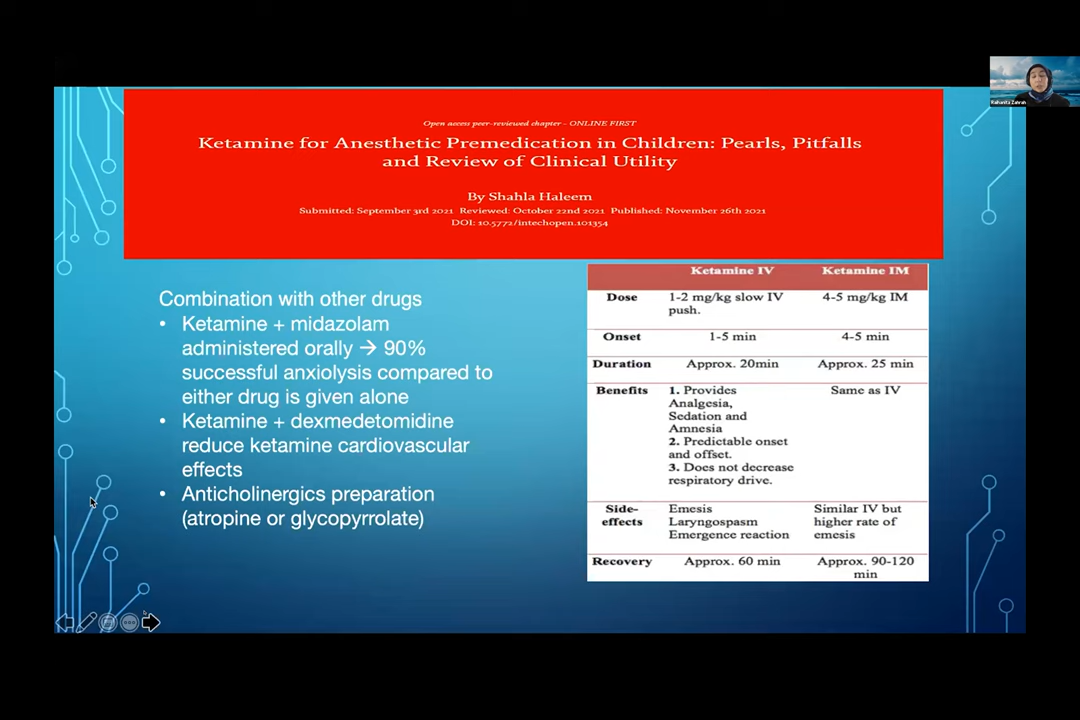 Open access peer-reviewed chapter - ONLINE FIRST
Ketamine for Anesthetic Premedication in Children: Pearls, Pitfalls
and Review of Clinical Utility
By Shahla Haleem
Submitted: September 3rd 2021 Reviewed: October 22nd 2021 Published: November 26th 2021
DOI: 10.5772/intechopen.101354
Raihanita Zahrah
Combination with other drugs
• Ketamine + midazolam
administered orally → 90%
successful anxiolysis compared to
either drug is given alone
• Ketamine + dexmedetomidine
reduce ketamine cardiovascular
effects
• Anticholinergics preparation
(atropine or glycopyrrolate)
Ketamine IV Ketamine IM
Dose 1-2 mg/kg slow IV 4-5 mg/kg IM
push.
Onset 1-5 min 4-5 min
Duration Approx. 20min Approx. 25 min
Benefits 1. Provides Same as IV
Analgesia,
Sedation and
Amnesia
2. Predictable onset
and offset.
3. Does not decrease
respiratory drive.
Side- Emesis Similar IV but
effects Laryngospasm higher rate of
Emergence reaction emesis
Recovery Approx. 60 min Approx. 90-120
min